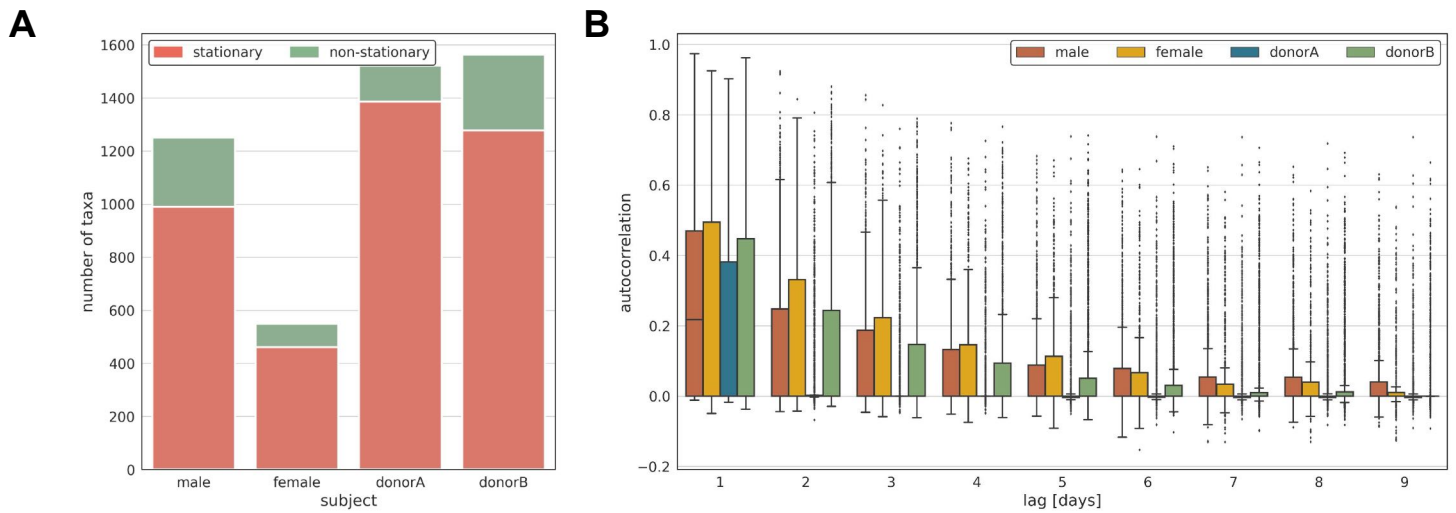 A
stationary non-stationary
1600
1400
1200
1000
800
600
400
200
0
number of taxa
male female donorA donorB
subject
B
male female donorA donorB
1.0
0.8
0.6
0.4
0.2
0.0
−0.2
autocorrelation
1 2 3 4 5 6 7 8 9
lag [days]